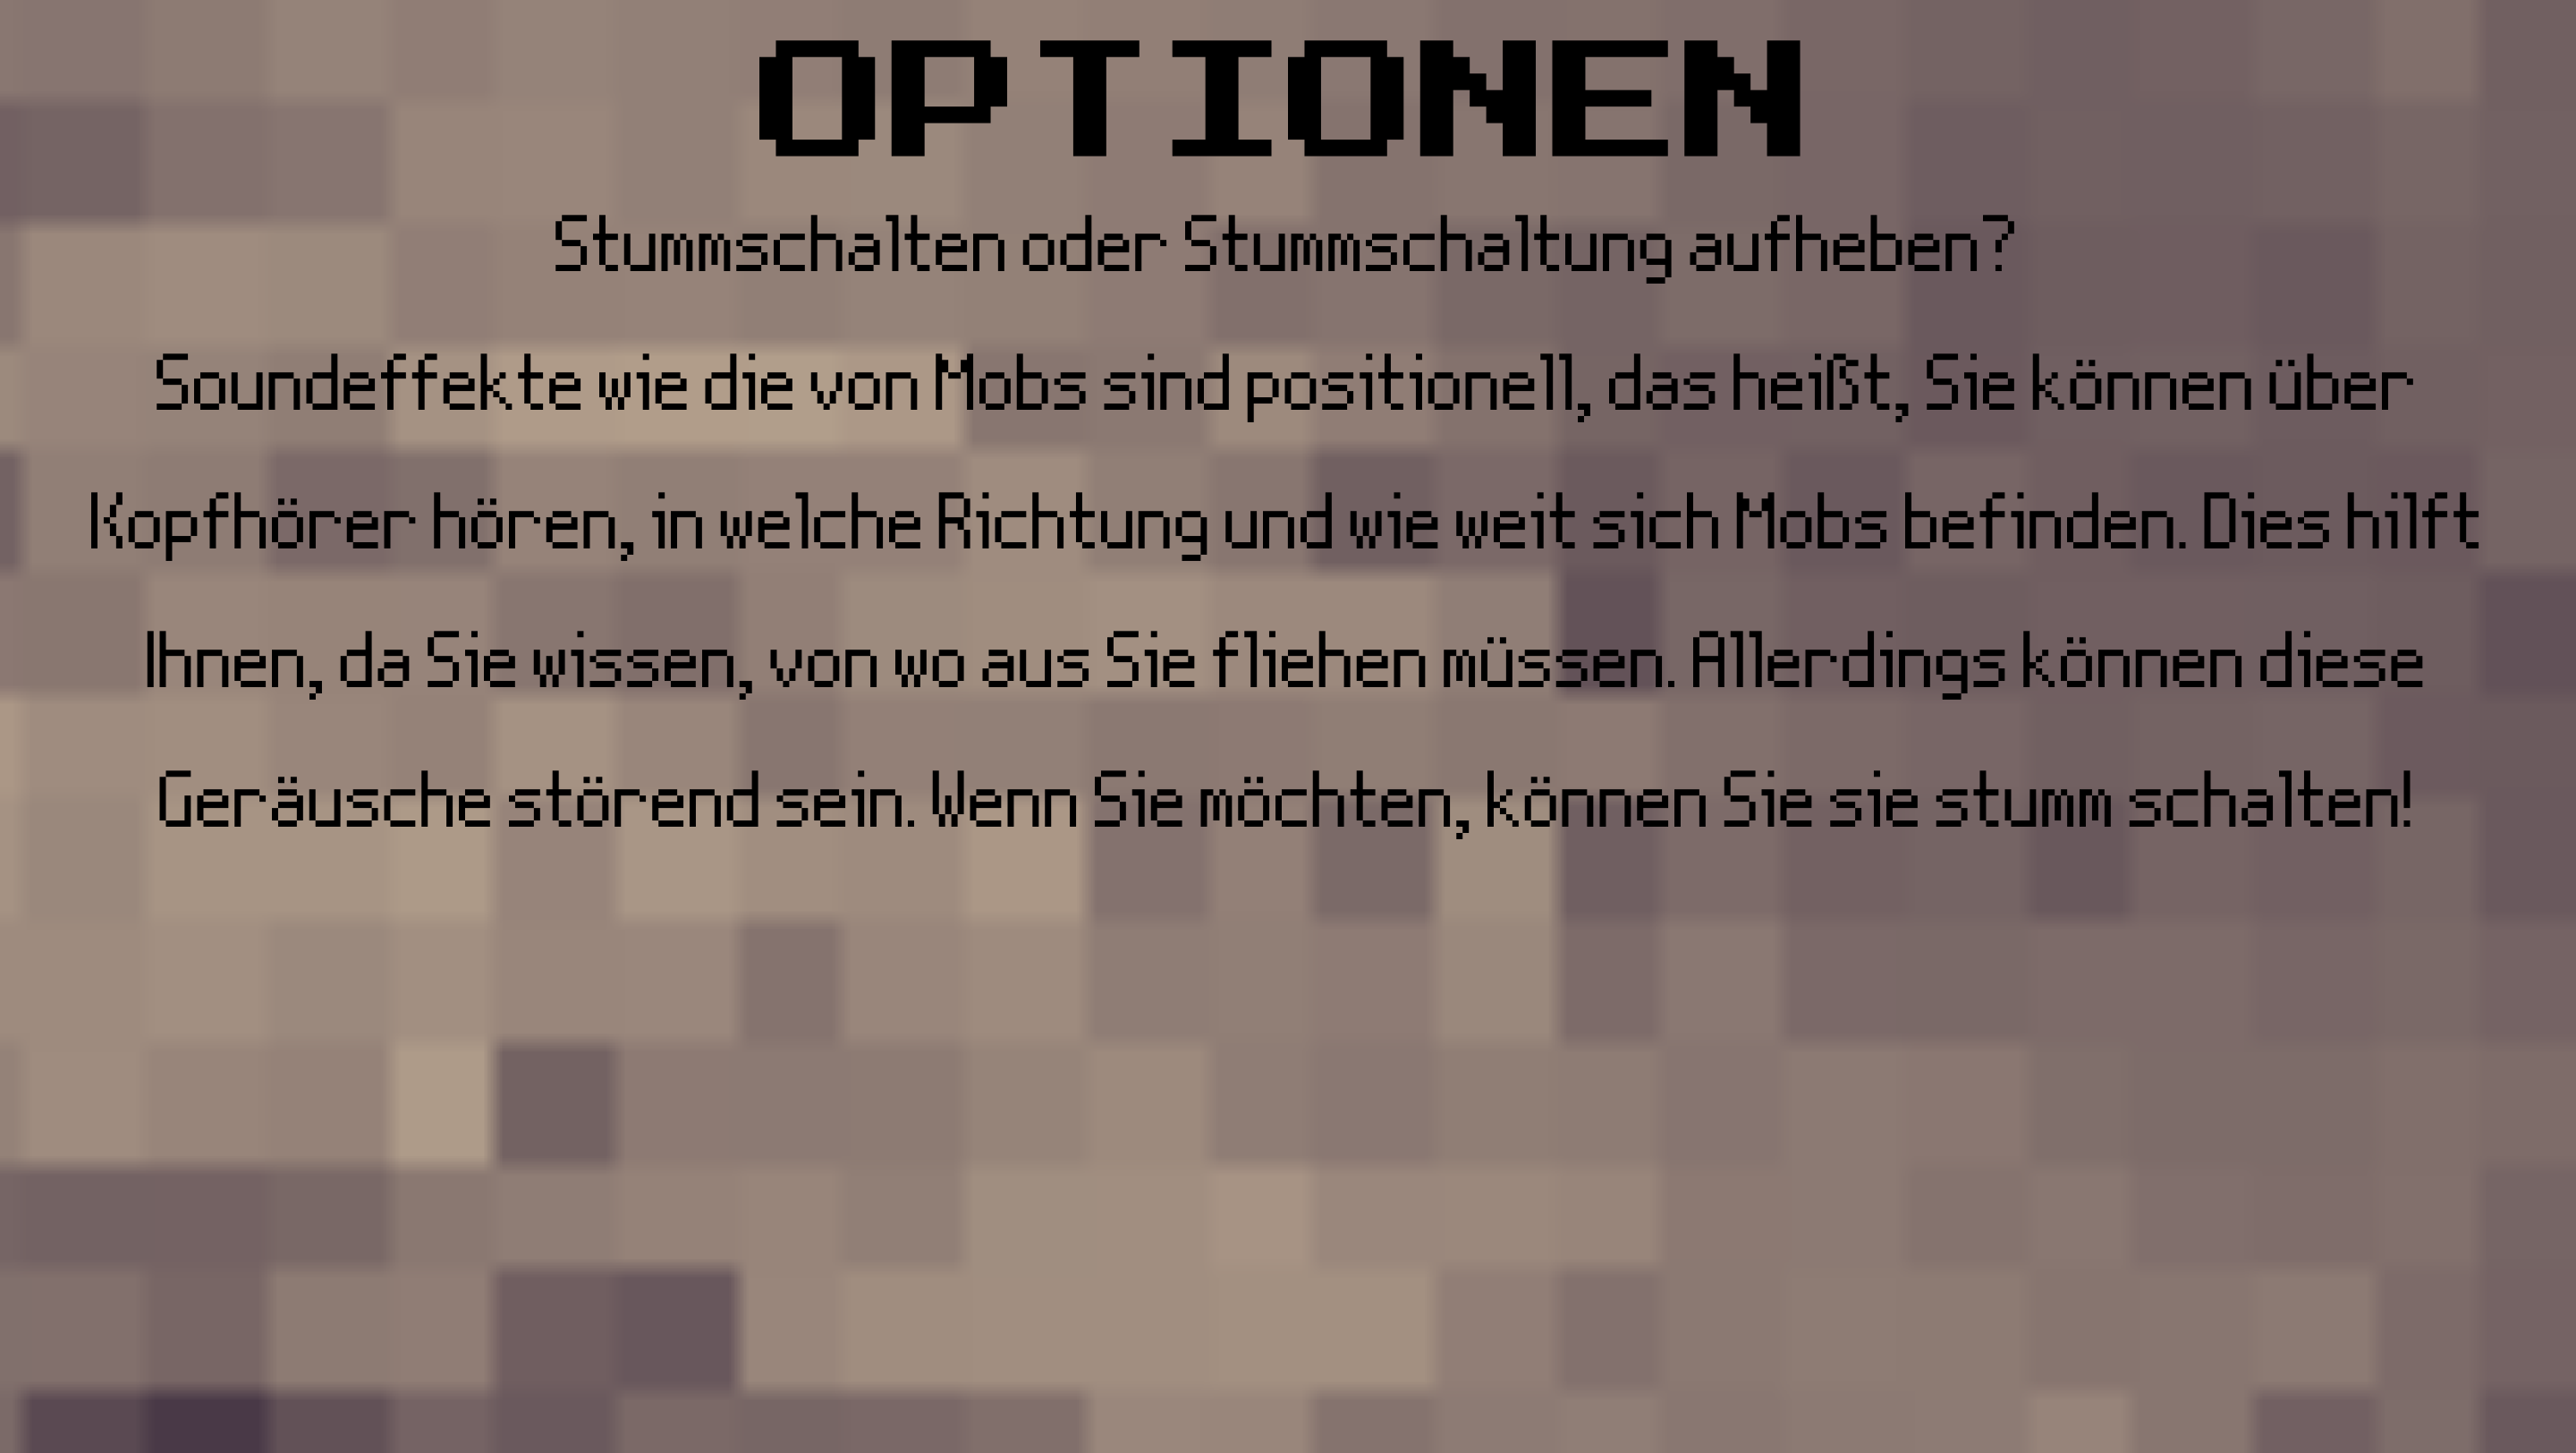 OPTIONEN
Stummschalten oder Stummschaltung aufheben?
Soundeffekte wie die von Mobs sind positionell, das heißt, Sie können über
Kopfhörer hören, in welche Richtung und wie weit sich Mobs befinden. Dies hilft
Ihnen, da Sie wissen, von wo aus Sie fliehen müssen. Allerdings können diese
Geräusche störend sein. Wenn Sie möchten, können Sie sie stumm schalten!